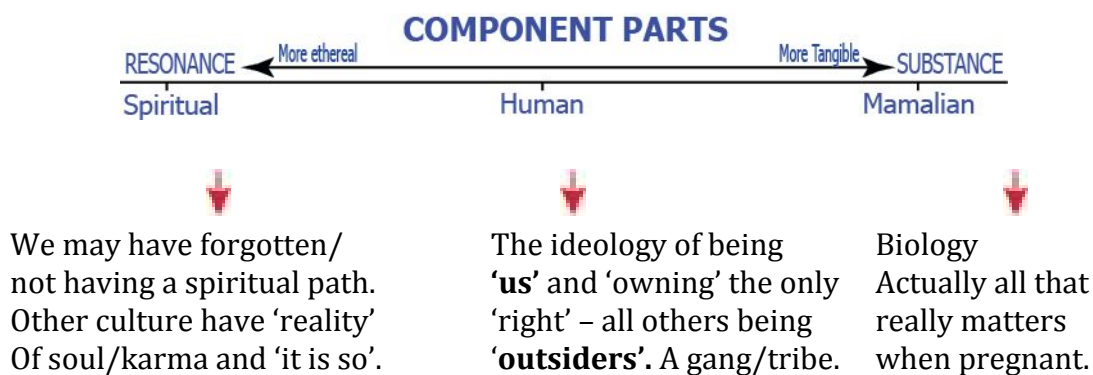 COMPONENT PARTS
More ethereal More Tangible
RESONANCE SUBSTANCE
Spiritual Human Mamalian
We may have forgotten/
not having a spiritual path.
Other culture have ‘reality’
Of soul/karma and ‘it is so’.
The ideology of being
‘us’ and ‘owning’ the only
‘right’ – all others being
‘outsiders’. A gang/tribe.
Biology
Actually all that
really matters
when pregnant.